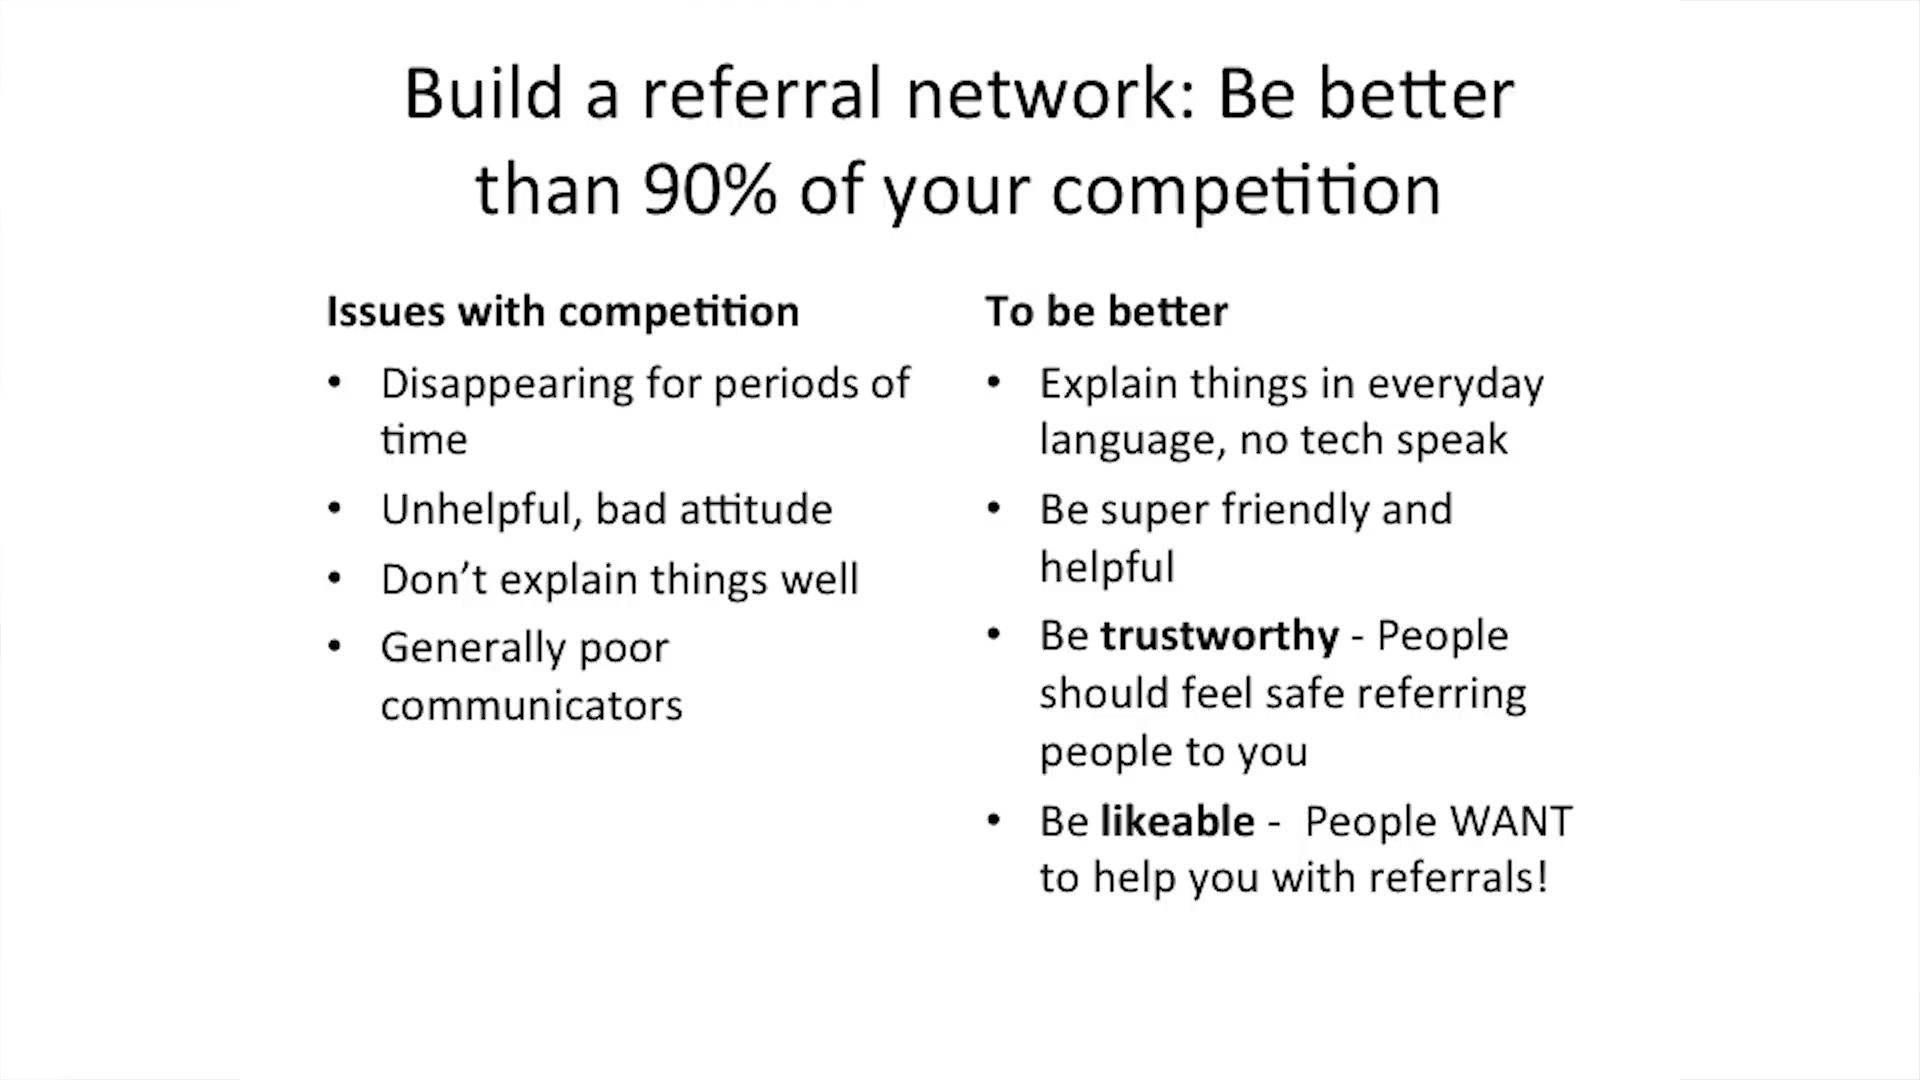 Build a referral network: Be better
than 90% of your competition
Issues with competition
• Disappearing for periods of
time
• Unhelpful, bad attitude
• Don’t explain things well
• Generally poor
communicators
To be better
• Explain things in everyday
language, no tech speak
• Be super friendly and
helpful
• Be trustworthy - People
should feel safe referring
people to you
• Be likeable -  People WANT
to help you with referrals!